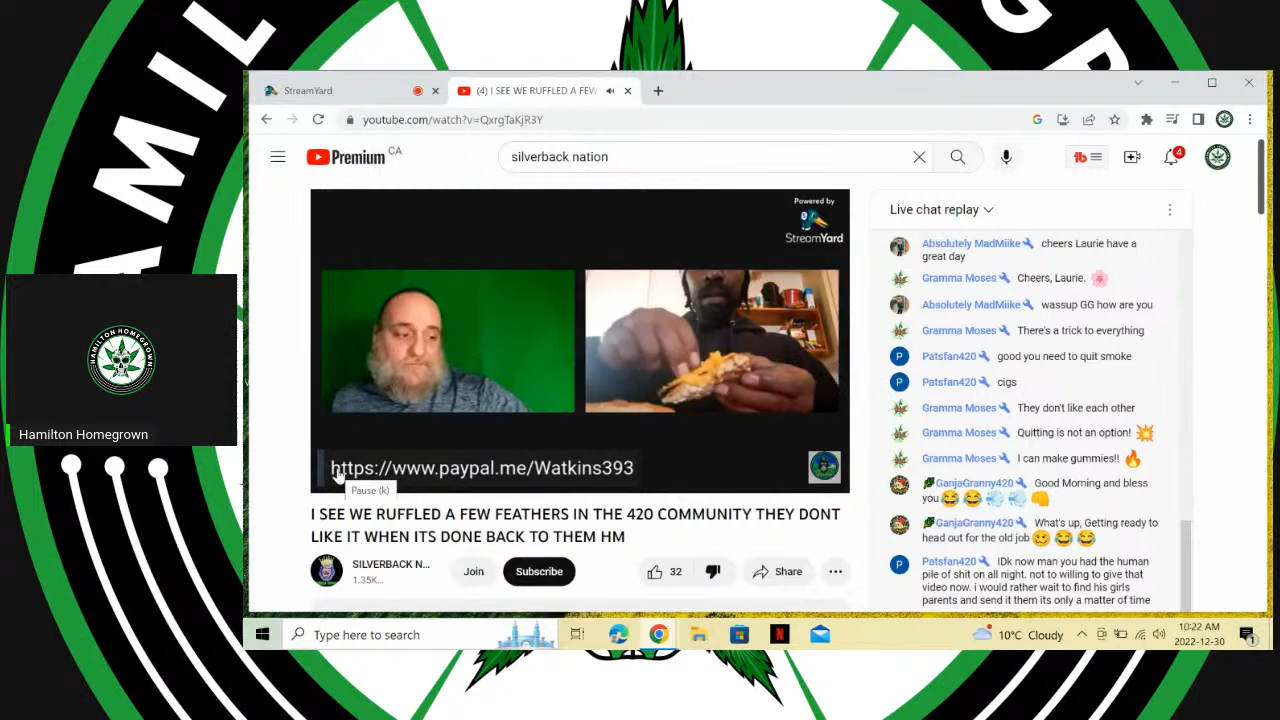 AMIL
GR
StreamYard
(4) I SEE WE RUFFLED A FEW
youtube.com/watch?v=QxrgTaKjR3Y
Premium CA
silverback nation
4
Powered by
StreamYard
https://www.paypal.me/Watkins393
Pause (k)
I SEE WE RUFFLED A FEW FEATHERS IN THE 420 COMMUNITY THEY DONT
LIKE IT WHEN ITS DONE BACK TO THEM HM
SILVERBACK N...
1.35K...
Join
Subscribe
32
Share
Live chat replay
Absolutely MadMiike cheers Laurie have a
great day
Gramma Moses Cheers, Laurie.
Absolutely MadMiike wassup GG how are you
Gramma Moses There's a trick to everything
P Patsfan420 good you need to quit smoke
P Patsfan420 cigs
Gramma Moses They don't like each other
Gramma Moses Quitting is not an option!
Gramma Moses I can make gummies!!
GanjaGranny420 Good Morning and bless
you
GanjaGranny420 What's up, Getting ready to
head out for the old job
P Patsfan420 IDk now man you had the human
pile of shit on all night. not to willing to give that
video now. i would rather wait to find his girls
parents and send it them its only a matter of time
HAMILTON HOMEGROWN
Hamilton Homegrown
Type here to search
N
10°C Cloudy
10:22 AM
2022-12-30
1